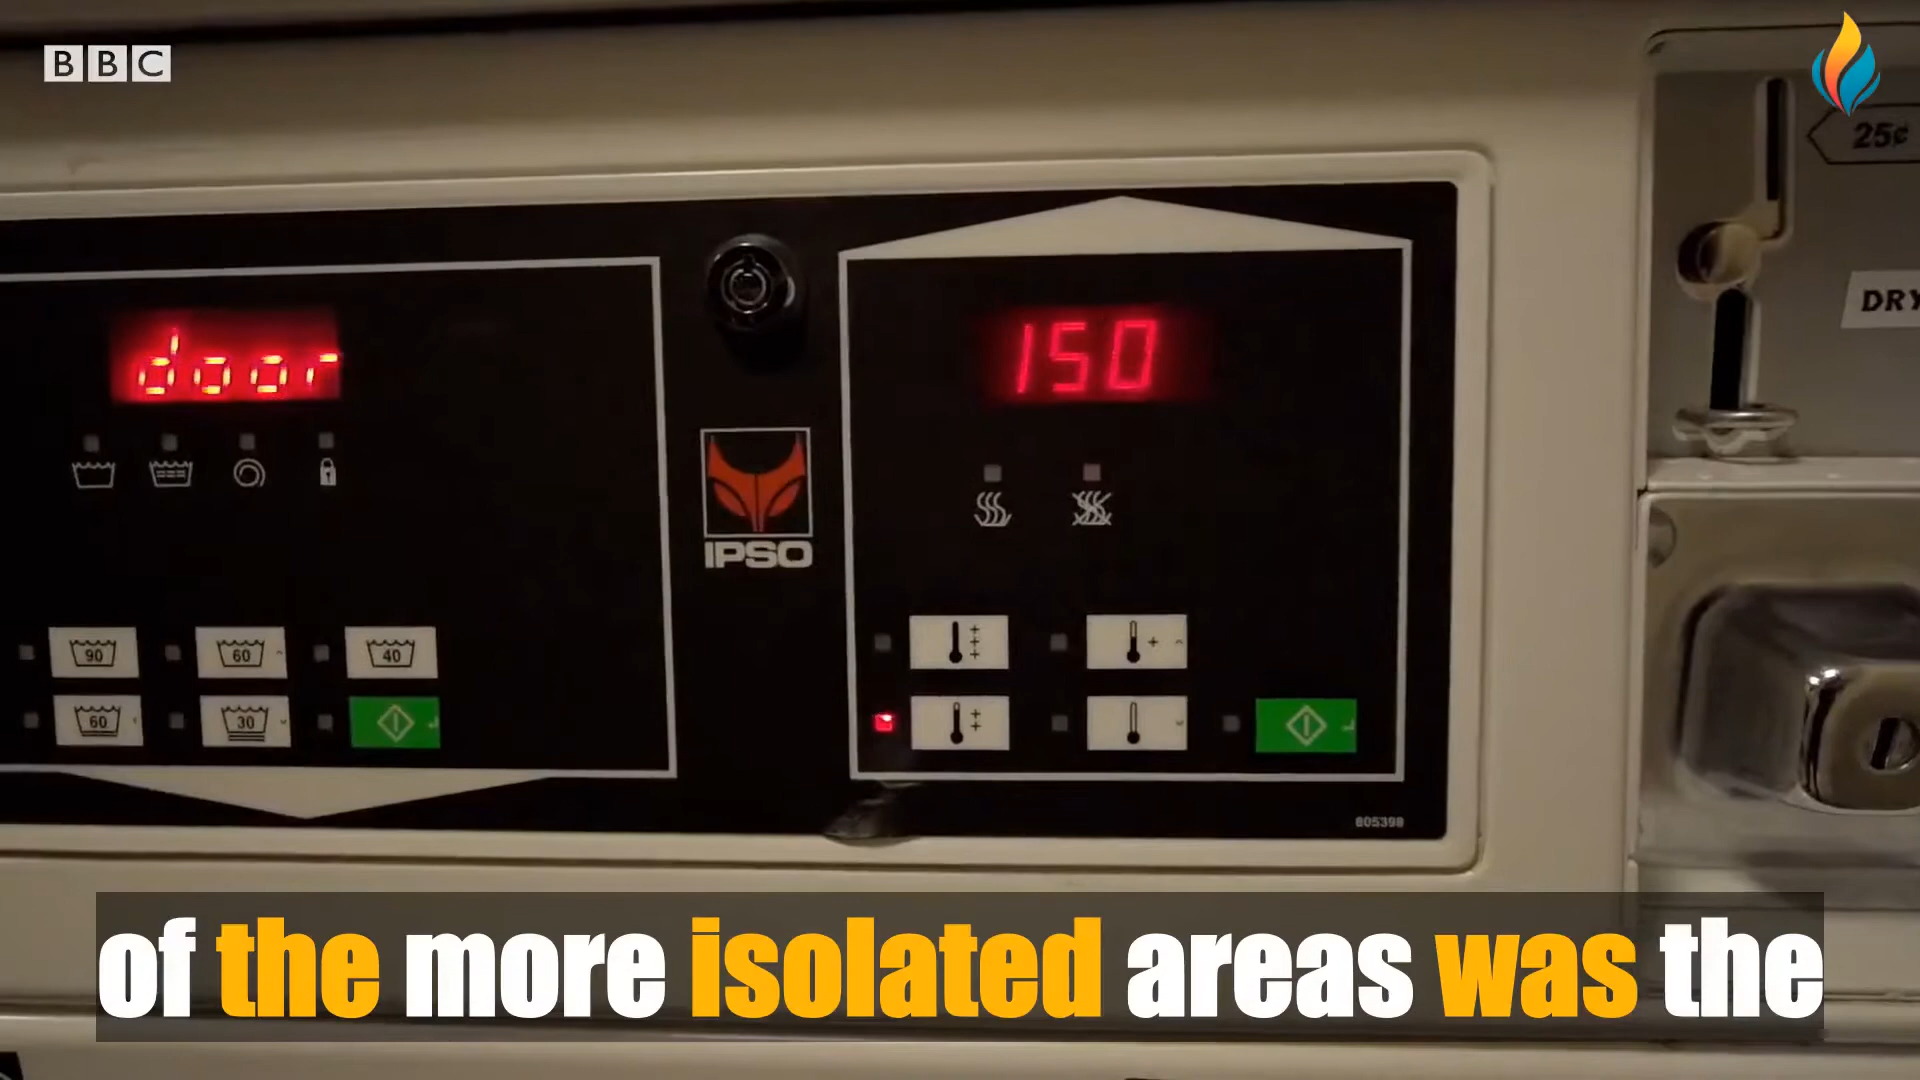 BBC
25¢
DRY
door
150
IPSO
90
60
40
60
30
805398
of the more isolated areas was the